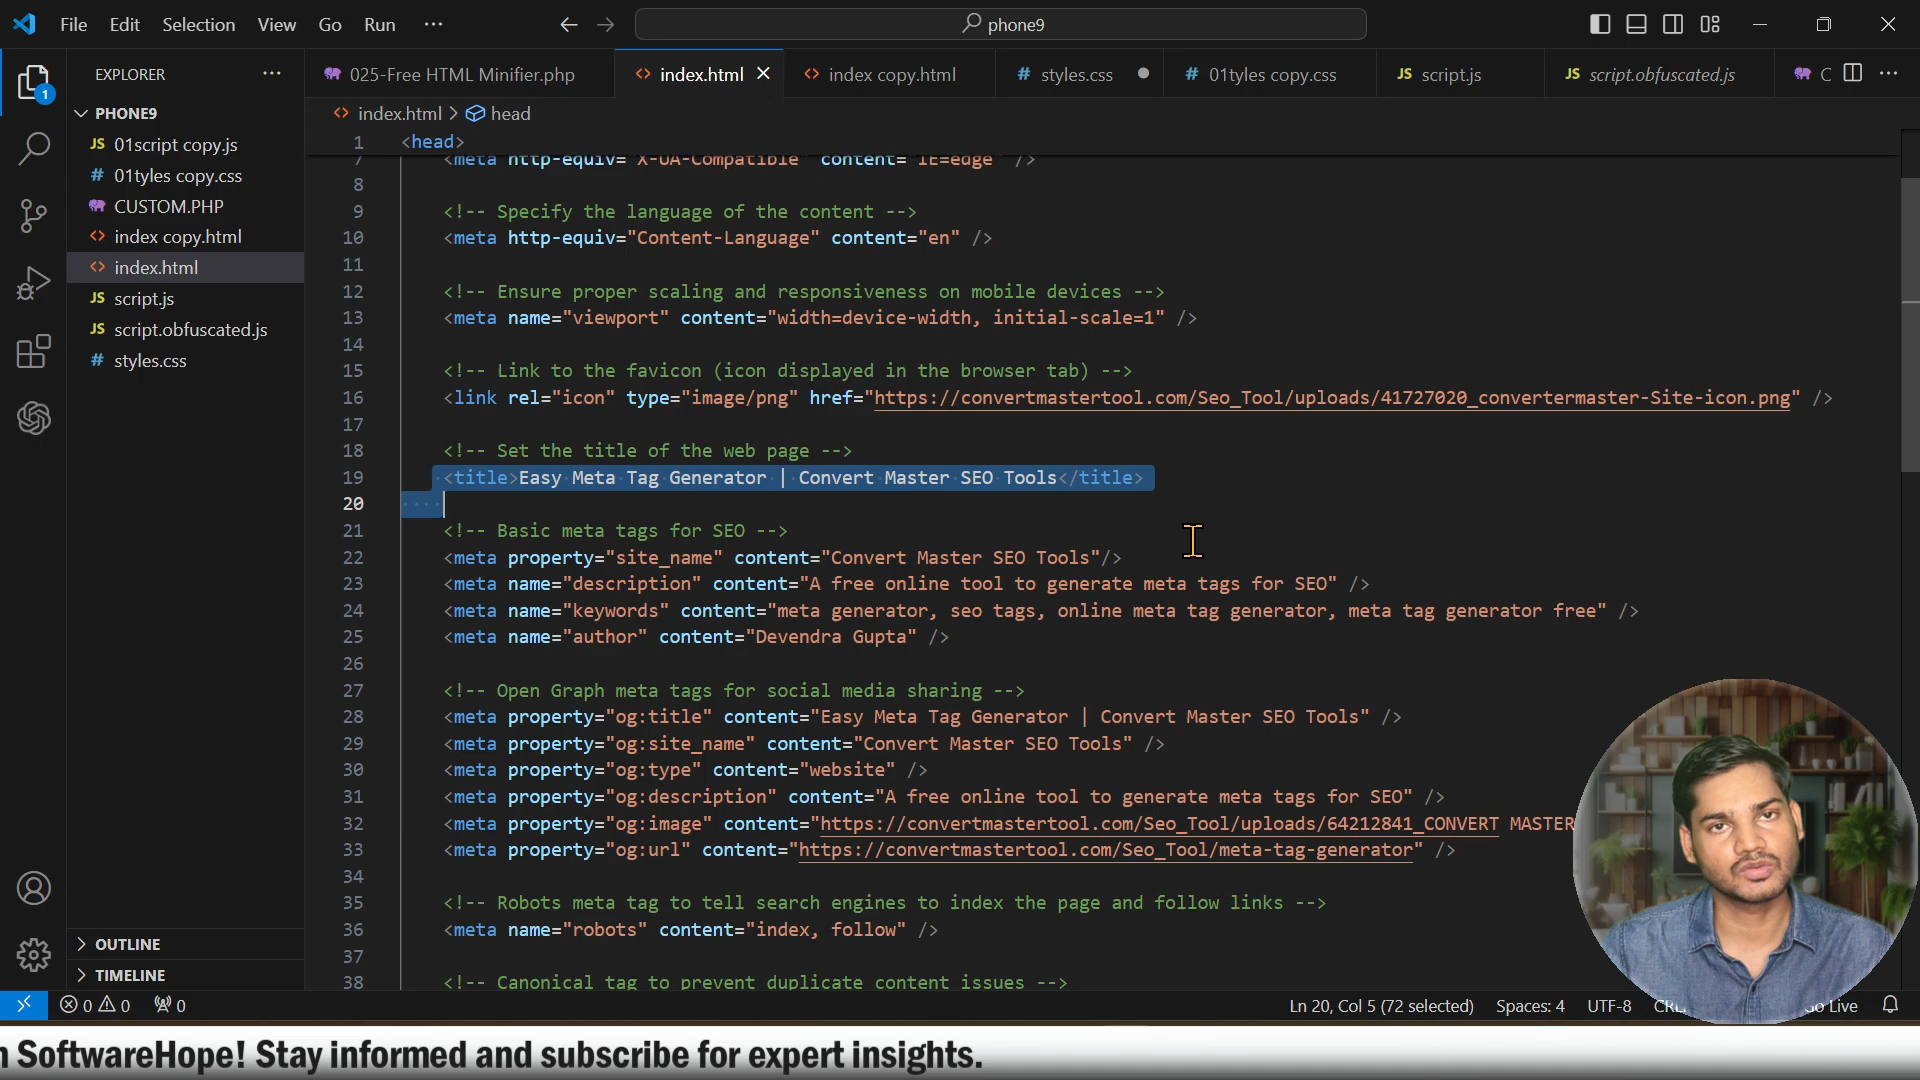 File Edit Selection View Go Run ···
phone9
EXPLORER ···
025-Free HTML Minifier.php
index.html
index copy.html
styles.css
01tyles copy.css
script.js
script.obfuscated.js
C
PHONE9
01script copy.js
01tyles copy.css
CUSTOM.PHP
index copy.html
index.html
script.js
script.obfuscated.js
styles.css
OUTLINE
TIMELINE
index.html > head
1 <head>
7 <meta http-equiv="X-UA-Compatible" content="IE=edge" />
8
9 <!-- Specify the language of the content -->
10 <meta http-equiv="Content-Language" content="en" />
11
12 <!-- Ensure proper scaling and responsiveness on mobile devices -->
13 <meta name="viewport" content="width=device-width, initial-scale=1" />
14
15 <!-- Link to the favicon (icon displayed in the browser tab) -->
16 <link rel="icon" type="image/png" href="https://convertmastertool.com/Seo_Tool/uploads/41727020_convertermaster-Site-icon.png" />
17
18 <!-- Set the title of the web page -->
19 <title>Easy Meta Tag Generator | Convert Master SEO Tools</title>
20
21 <!-- Basic meta tags for SEO -->
22 <meta property="site_name" content="Convert Master SEO Tools"/>
23 <meta name="description" content="A free online tool to generate meta tags for SEO" />
24 <meta name="keywords" content="meta generator, seo tags, online meta tag generator, meta tag generator free" />
25 <meta name="author" content="Devendra Gupta" />
26
27 <!-- Open Graph meta tags for social media sharing -->
28 <meta property="og:title" content="Easy Meta Tag Generator | Convert Master SEO Tools" />
29 <meta property="og:site_name" content="Convert Master SEO Tools" />
30 <meta property="og:type" content="website" />
31 <meta property="og:description" content="A free online tool to generate meta tags for SEO" />
32 <meta property="og:image" content="https://convertmastertool.com/Seo_Tool/uploads/64212841_CONVERT MASTER
33 <meta property="og:url" content="https://convertmastertool.com/Seo_Tool/meta-tag-generator" />
34
35 <!-- Robots meta tag to tell search engines to index the page and follow links -->
36 <meta name="robots" content="index, follow" />
37
38 <!-- Canonical tag to prevent duplicate content issues -->
1
0 0 0
Ln 20, Col 5 (72 selected) Spaces: 4 UTF-8 Live
SoftwareHope! Stay informed and subscribe for expert insights.